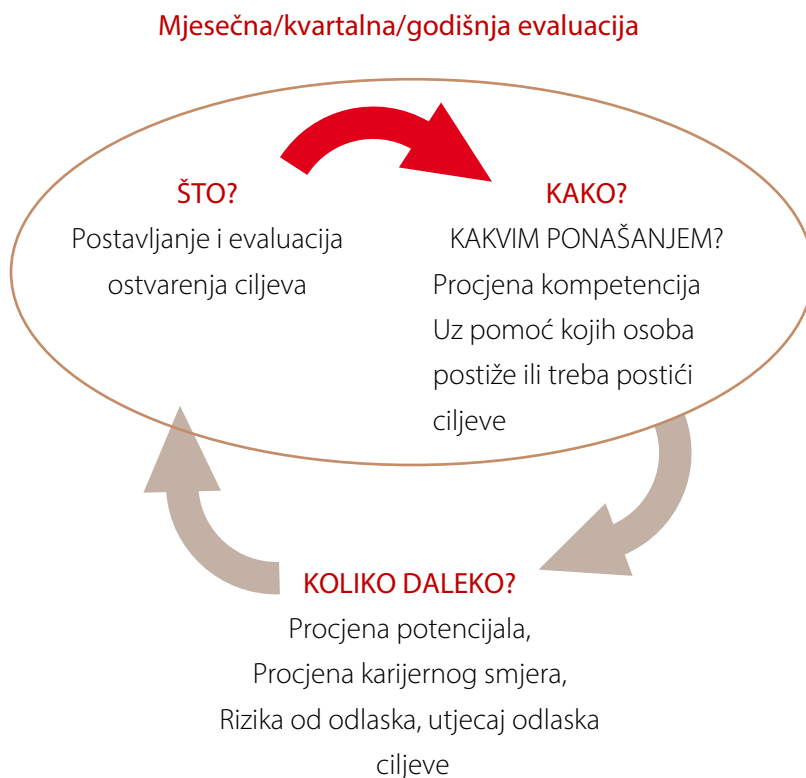 Mjesečna/kvartalna/godišnja evaluacija
ŠTO?
Postavljanje i evaluacija
ostvarenja ciljeva
KAKO?
KAKVIM PONAŠANJEM?
Procjena kompetencija
Uz pomoć kojih osoba
postiže ili treba postići
ciljeve
KOLIKO DALEKO?
Procjena potencijala,
Procjena karijernog smjera,
Rizika od odlaska, utjecaj odlaska
ciljeve